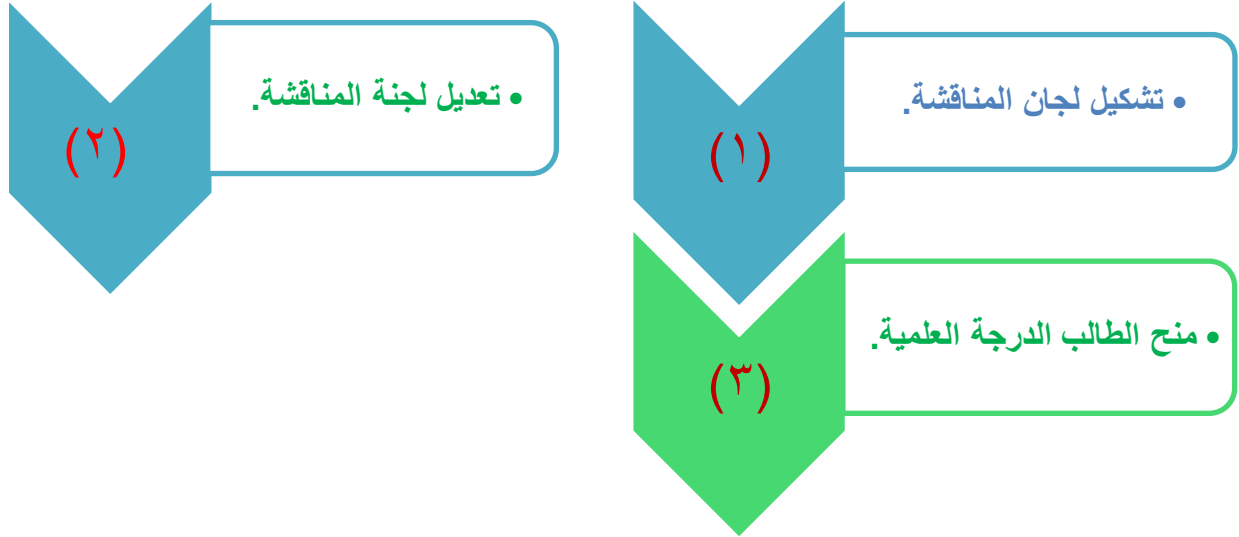 • تشكيل لجان المناقشة.
(١)
• تعديل لجنة المناقشة.
(٢)
• منح الطالب الدرجة العلمية.
(٣)